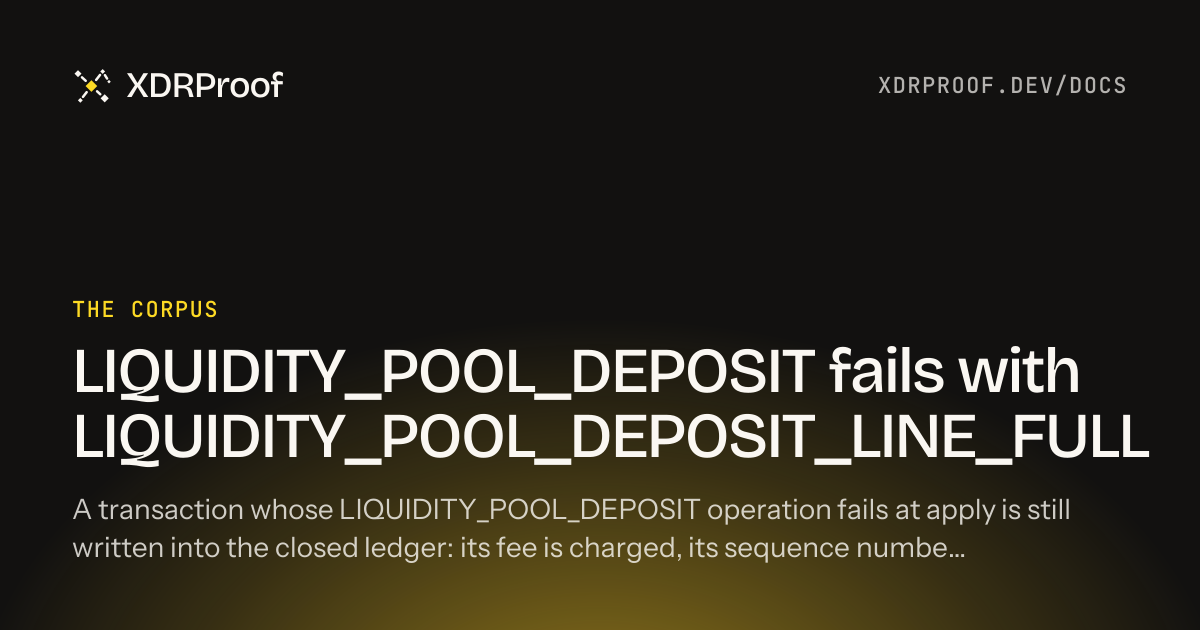 XDRProof
XDRPROOF.DEV/DOCS
THE CORPUS
LIQUIDITY_POOL_DEPOSIT fails with
LIQUIDITY_POOL_DEPOSIT_LINE_FULL
A transaction whose LIQUIDITY_POOL_DEPOSIT operation fails at apply is still
written into the closed ledger: its fee is charged, its sequence numbe...